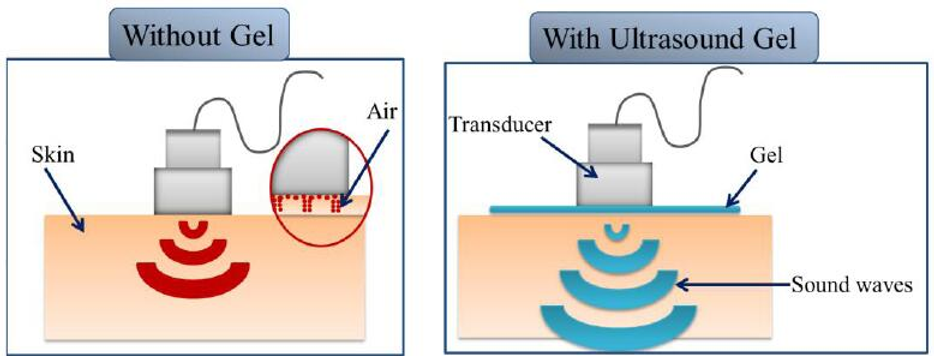 Without Gel
Air
Skin
With Ultrasound Gel
Transducer
Gel
Sound waves